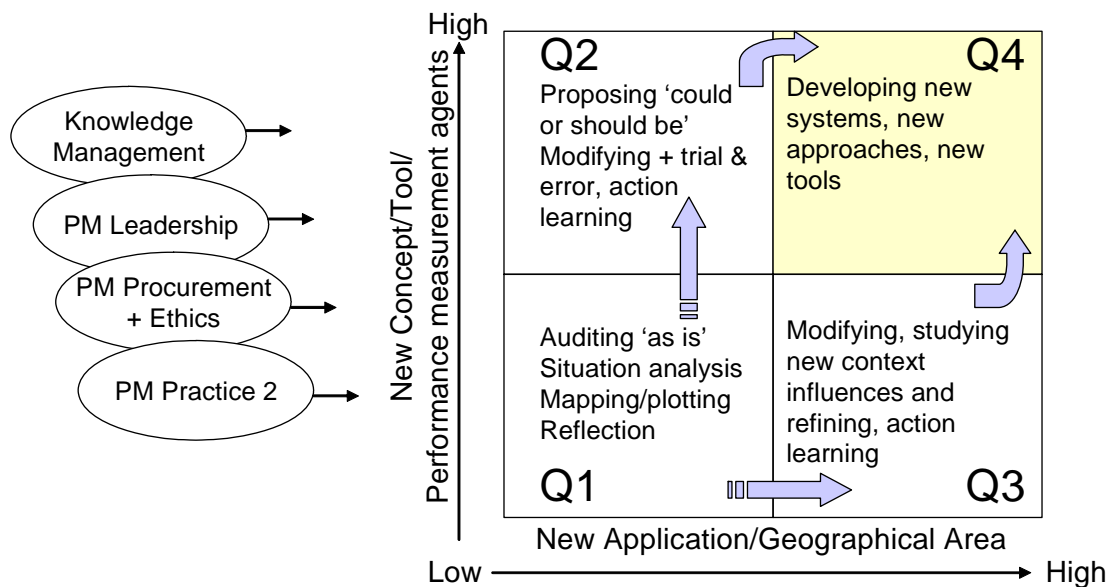 High
Knowledge
Management
PM Leadership
PM Procurement
+ Ethics
PM Practice 2
New Concept/Tool/
Performance measurement agents
Q2
Proposing ‘could
or should be’
Modifying + trial &
error, action
learning
Q4
Developing new
systems, new
approaches, new
tools
Auditing ‘as is’
Situation analysis
Mapping/plotting
Reflection
Q1
Modifying, studying
new context
influences and
refining, action
learning
Q3
New Application/Geographical Area
Low
High